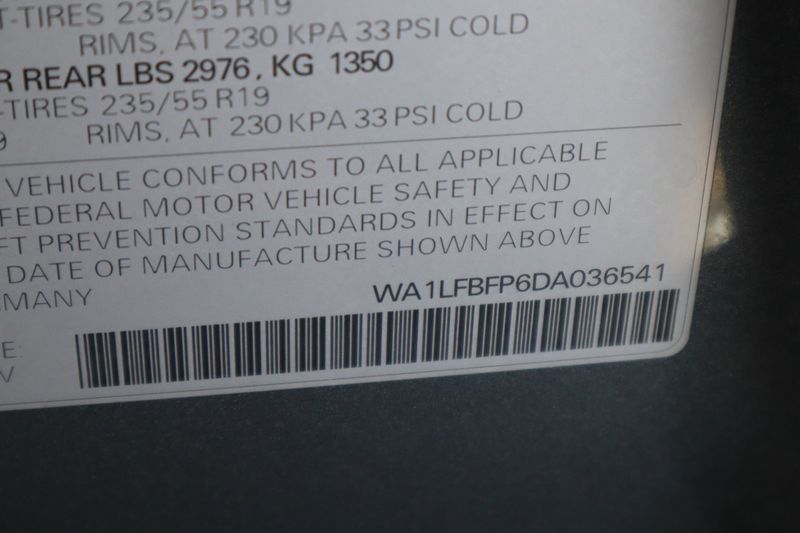 T-TIRES 235/55 R19
RIMS, AT 230 KPA 33 PSI COLD
R REAR LBS 2976, KG 1350
-TIRES 235/55 R19
9 RIMS, AT 230 KPA 33 PSI COLD
VEHICLE CONFORMS TO ALL APPLICABLE
FEDERAL MOTOR VEHICLE SAFETY AND
FT PREVENTION STANDARDS IN EFFECT ON
DATE OF MANUFACTURE SHOWN ABOVE
MANY
WA1LFBFP6DA036541
E:
V